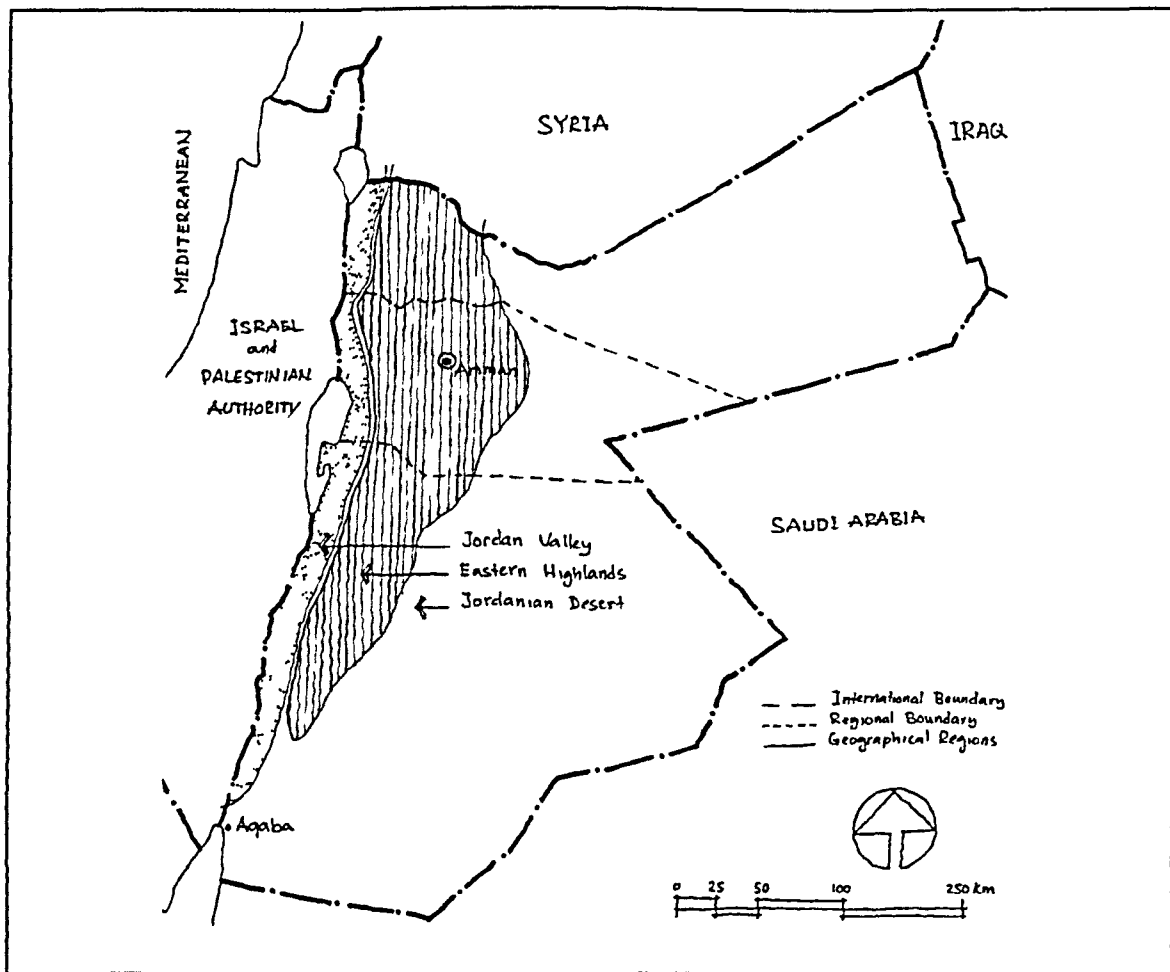 SYRIA
IRAQ
MEDITERRANEAN
ISRAEL
and
PALESTINIAN
AUTHORITY
Amman
SAUDI ARABIA
Jordan Valley
Eastern Highlands
Jordanian Desert
International Boundary
Regional Boundary
Geographical Regions
Aqaba
0 25 50 100 250 Km